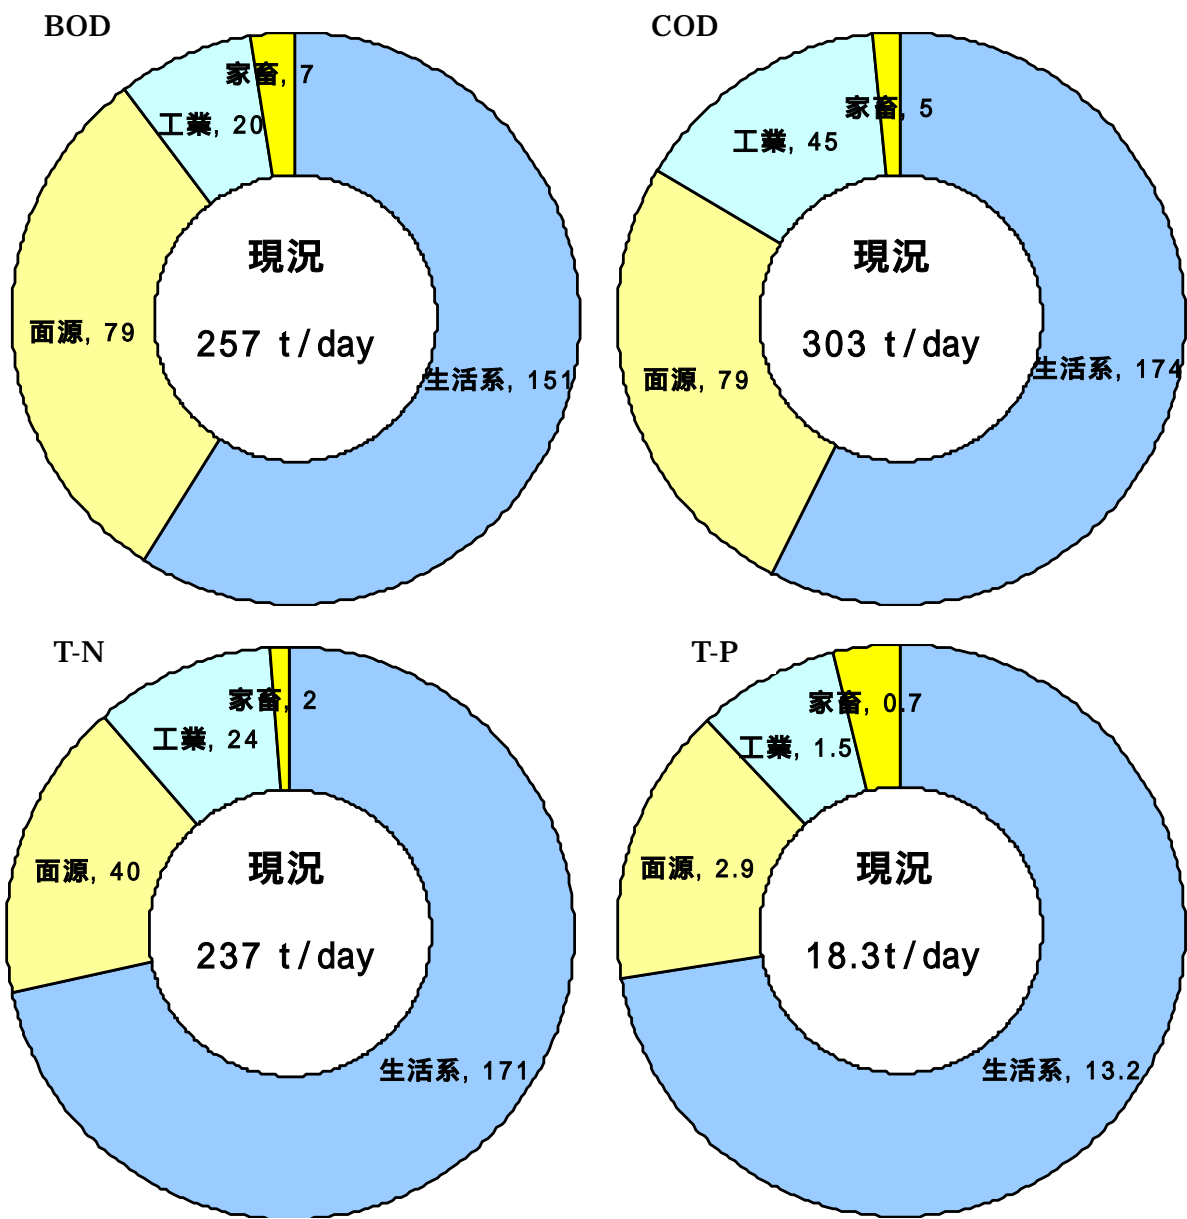 BOD
家畜, 7
工業, 20
面源, 79
現況
257 t/day
生活系, 151
COD
家畜, 5
工業, 45
面源, 79
現況
303 t/day
生活系, 174
T-N
家畜, 2
工業, 24
面源, 40
現況
237 t/day
生活系, 171
T-P
家畜, 0.7
工業, 1.5
面源, 2.9
現況
18.3t/day
生活系, 13.2